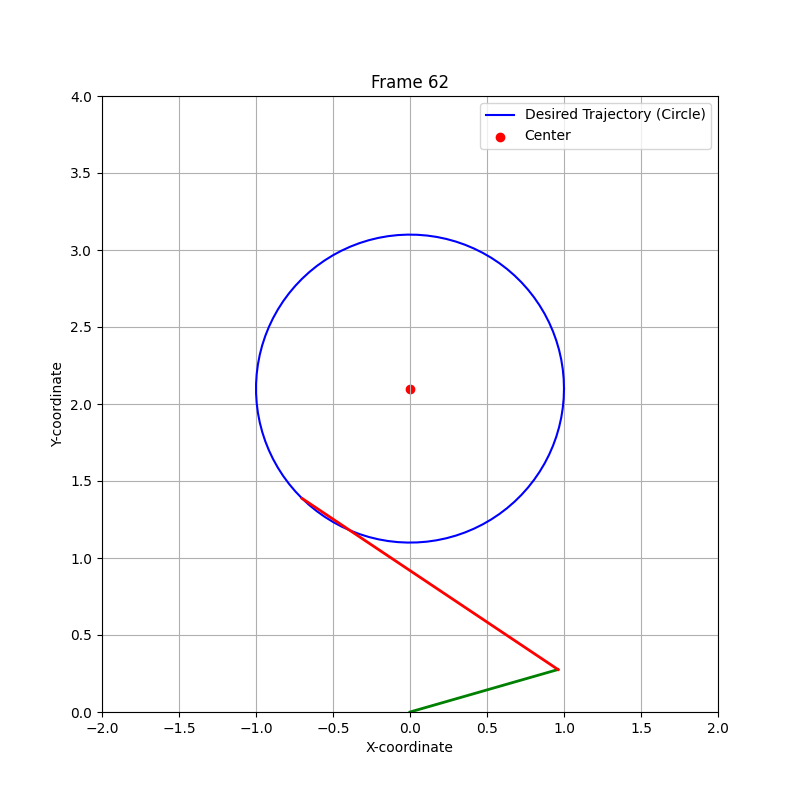 Frame 62
Desired Trajectory (Circle)
Center
4.0
3.5
3.0
2.5
2.0
1.5
1.0
0.5
0.0
Y-coordinate
−2.0 −1.5 −1.0 −0.5 0.0 0.5 1.0 1.5 2.0
X-coordinate